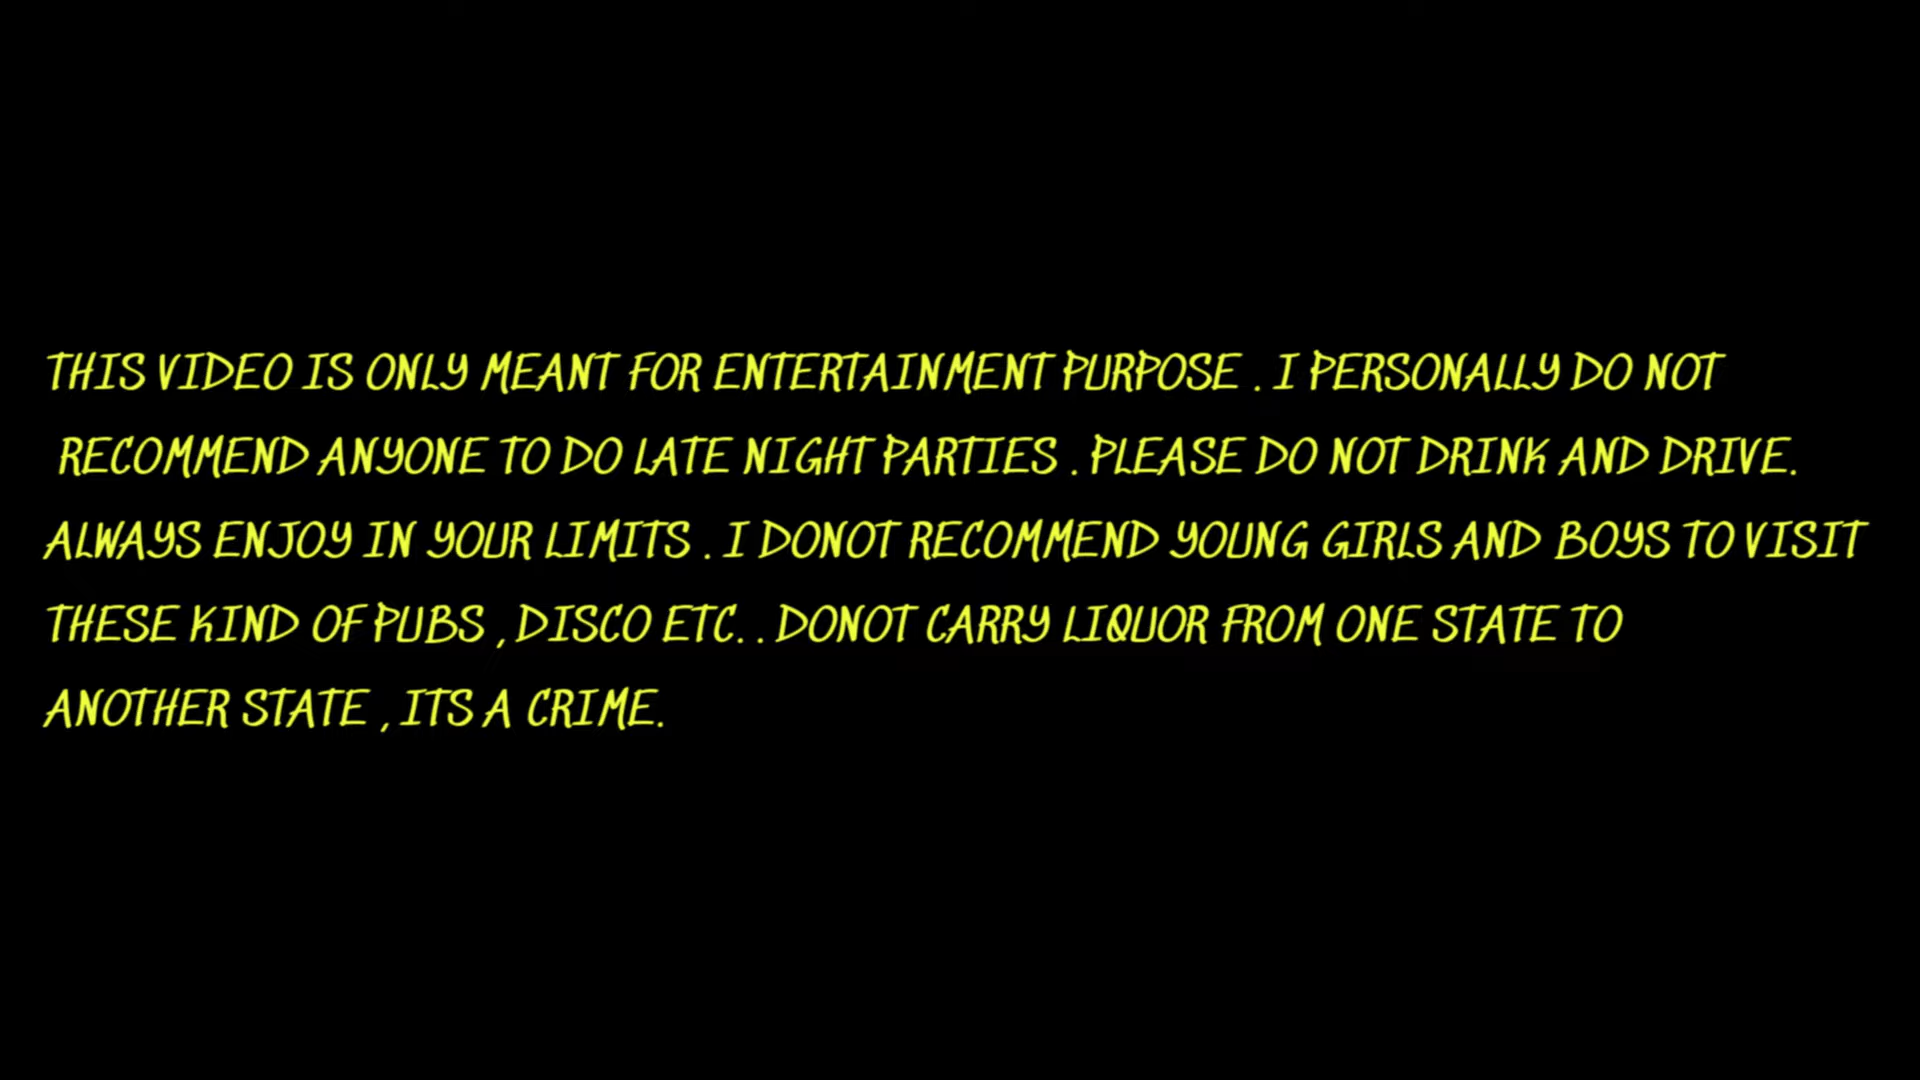 THIS VIDEO IS ONLY MEANT FOR ENTERTAINMENT PURPOSE . I PERSONALLY DO NOT
RECOMMEND ANYONE TO DO LATE NIGHT PARTIES . PLEASE DO NOT DRINK AND DRIVE.
ALWAYS ENJOY IN YOUR LIMITS . I DONOT RECOMMEND YOUNG GIRLS AND BOYS TO VISIT
THESE KIND OF PUBS , DISCO ETC. . DONOT CARRY LIQUOR FROM ONE STATE TO
ANOTHER STATE , ITS A CRIME.